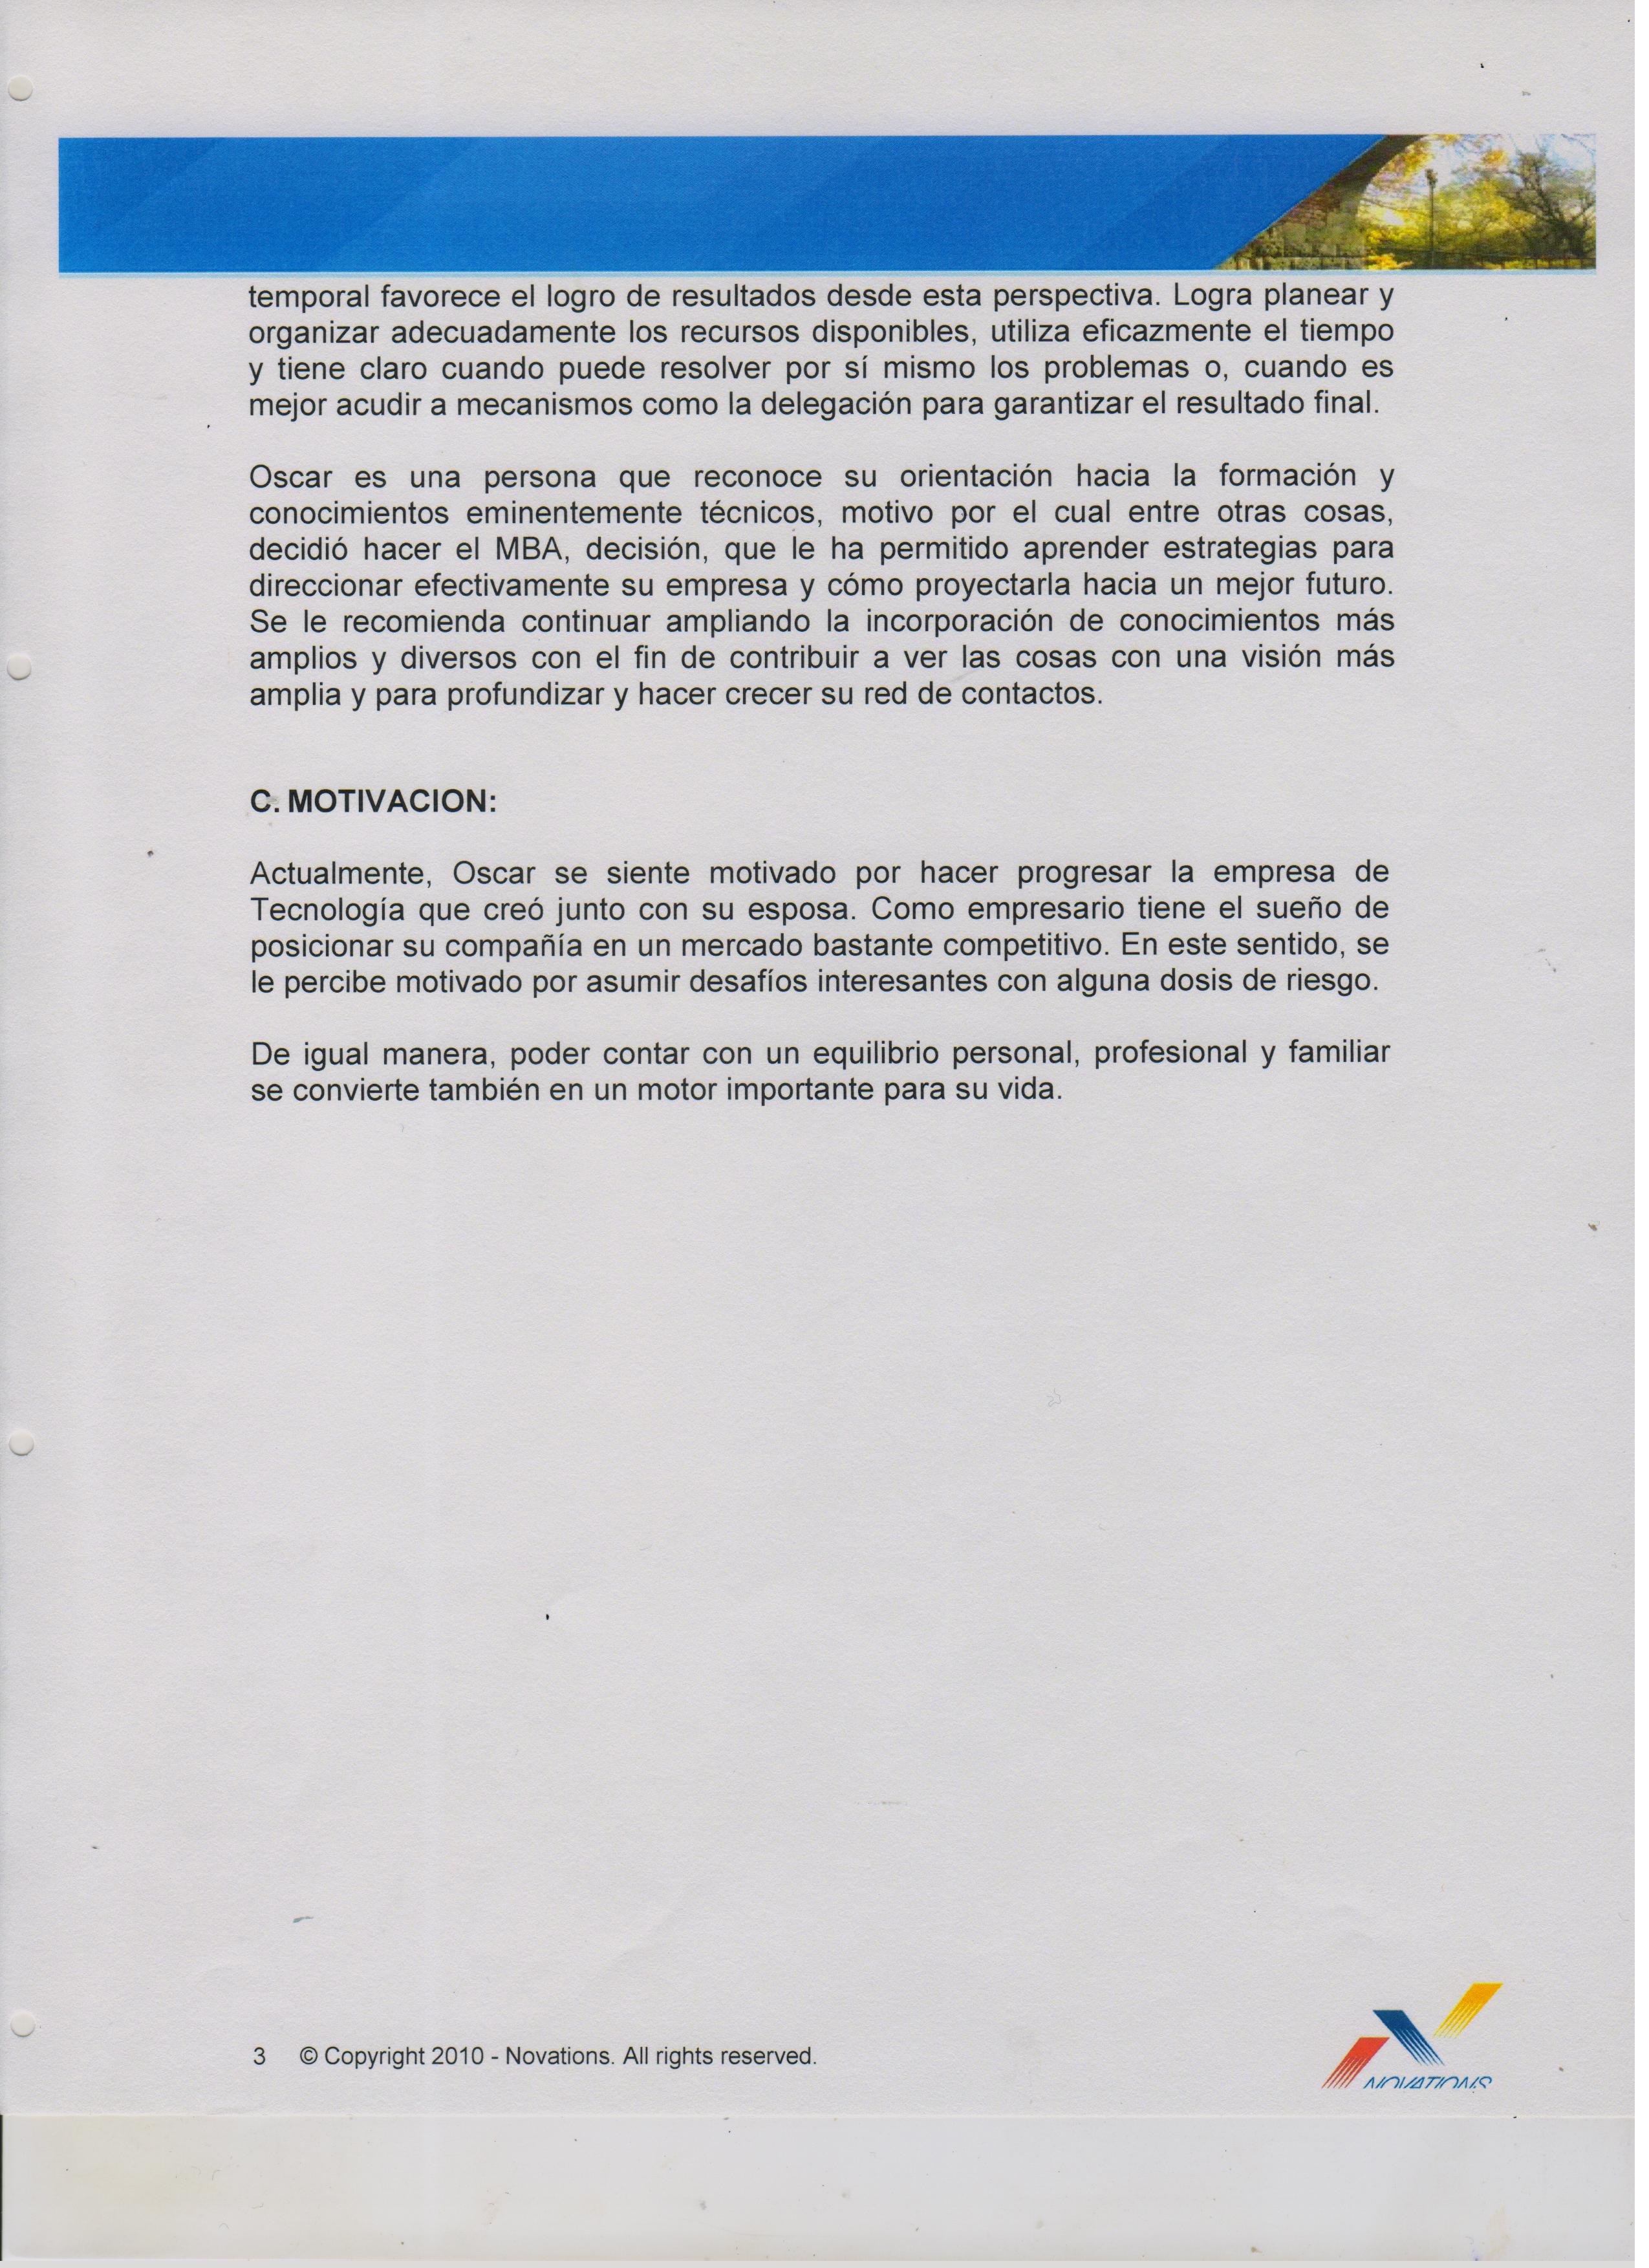 temporal favorece el logro de resultados desde esta perspectiva. Logra planear y
organizar adecuadamente los recursos disponibles, utiliza eficazmente el tiempo
y tiene claro cuando puede resolver por sí mismo los problemas o, cuando es
mejor acudir a mecanismos como la delegación para garantizar el resultado final.
Oscar es una persona que reconoce su orientación hacia la formación y
conocimientos eminentemente técnicos, motivo por el cual entre otras cosas,
decidió hacer el MBA, decisión, que le ha permitido aprender estrategias para
direccionar efectivamente su empresa y cómo proyectarla hacia un mejor futuro.
Se le recomienda continuar ampliando la incorporación de conocimientos más
amplios y diversos con el fin de contribuir a ver las cosas con una visión más
amplia y para profundizar y hacer crecer su red de contactos.
C. MOTIVACION:
Actualmente, Oscar se siente motivado por hacer progresar la empresa de
Tecnología que creó junto con su esposa. Como empresario tiene el sueño de
posicionar su compañía en un mercado bastante competitivo. En este sentido, se
le percibe motivado por asumir desafíos interesantes con alguna dosis de riesgo.
De igual manera, poder contar con un equilibrio personal, profesional y familiar
se convierte también en un motor importante para su vida.
3 © Copyright 2010 - Novations. All rights reserved.
NOVATIONS